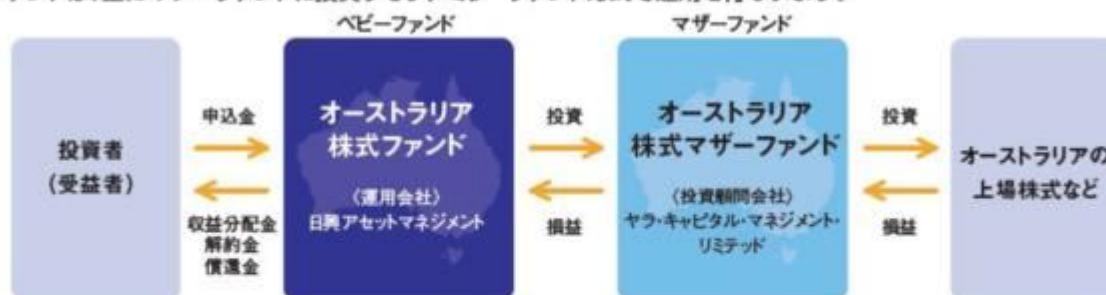 ベビーファンド
マザーファンド
投資者
（受益者）
申込金
収益分配金
解約金
償還金
オーストラリア
株式ファンド
〈運用会社〉
日興アセットマネジメント
投資
損益
オーストラリア
株式マザーファンド
〈投資顧問会社〉
ヤラ・キャピタル・マネジメント・
リミテッド
投資
損益
オーストラリアの
上場株式など